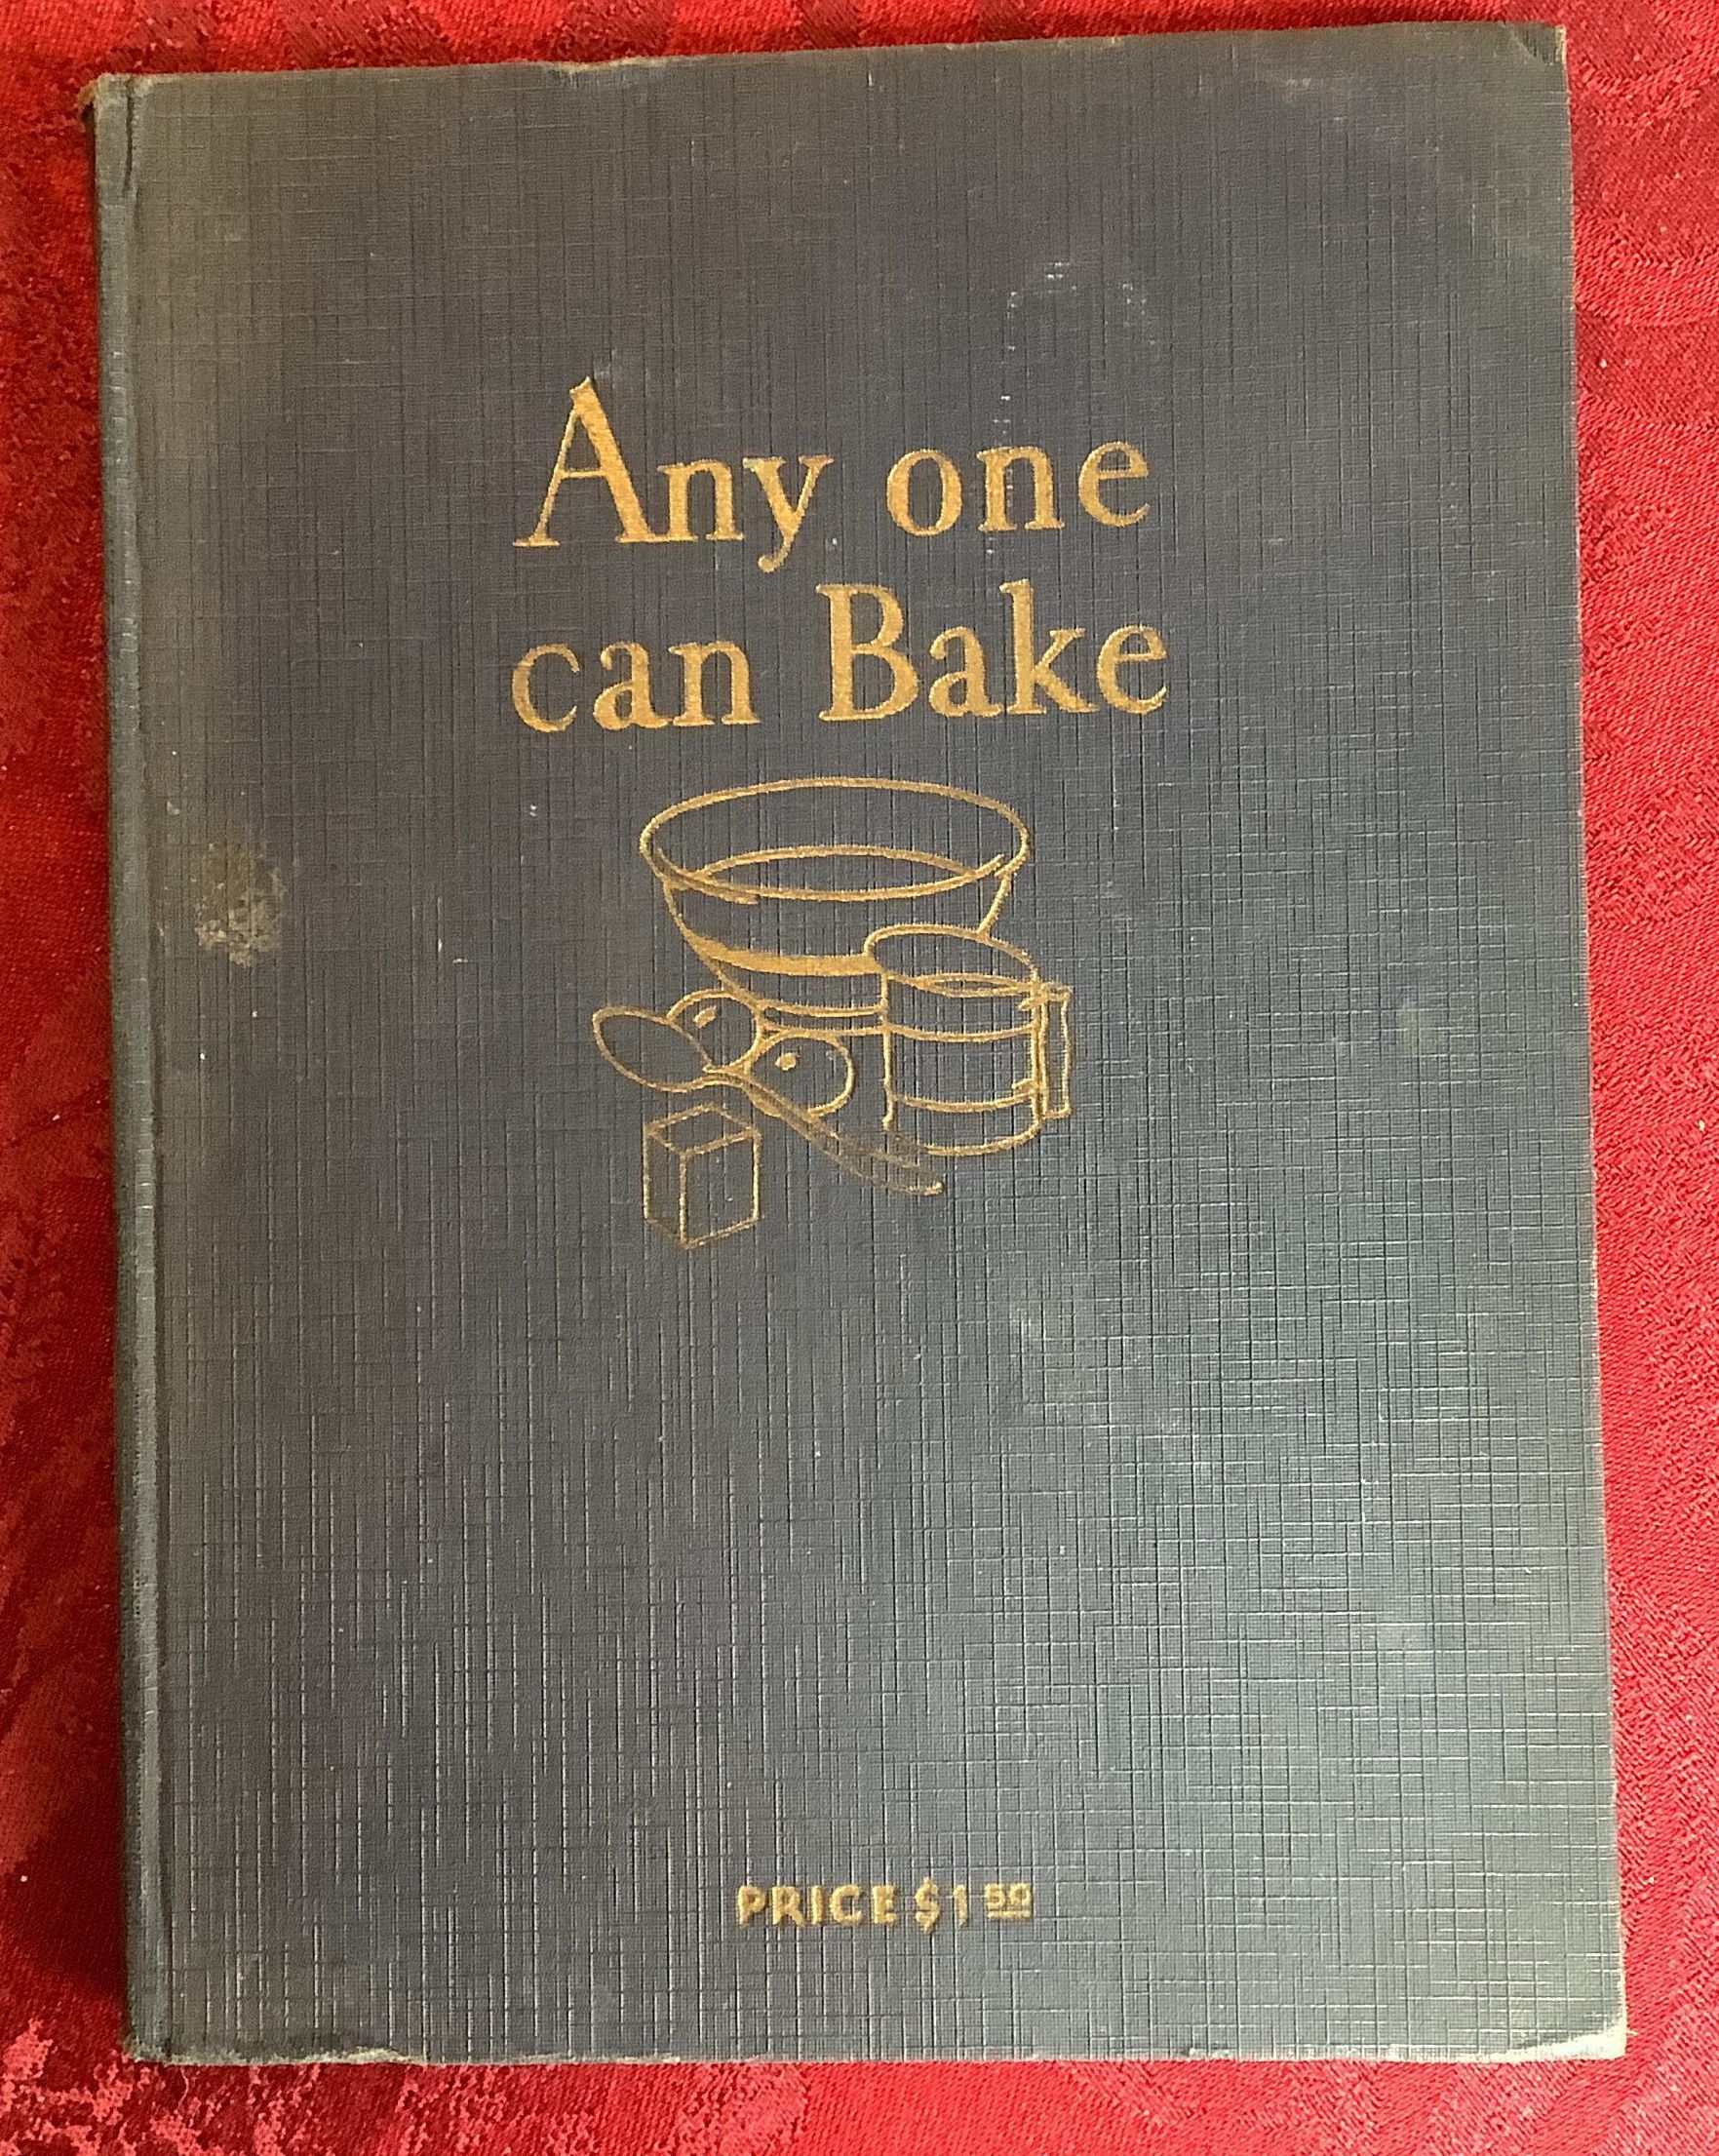 Any one
can Bake
PRICE $1 50